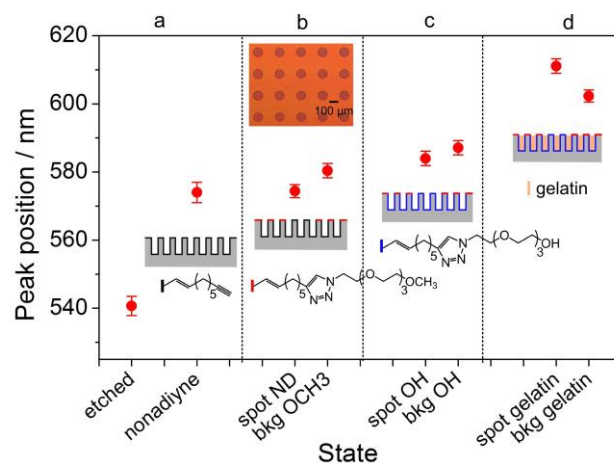 a b c d
620
600
580
560
540
Peak position / nm
100 μm
gelatin
5
5 N N=N O 3 OCH₃
5 N N=N O 3 OH
etched
nonadiyne
spot ND
bkg OCH3
spot OH
bkg OH
spot gelatin
bkg gelatin
State